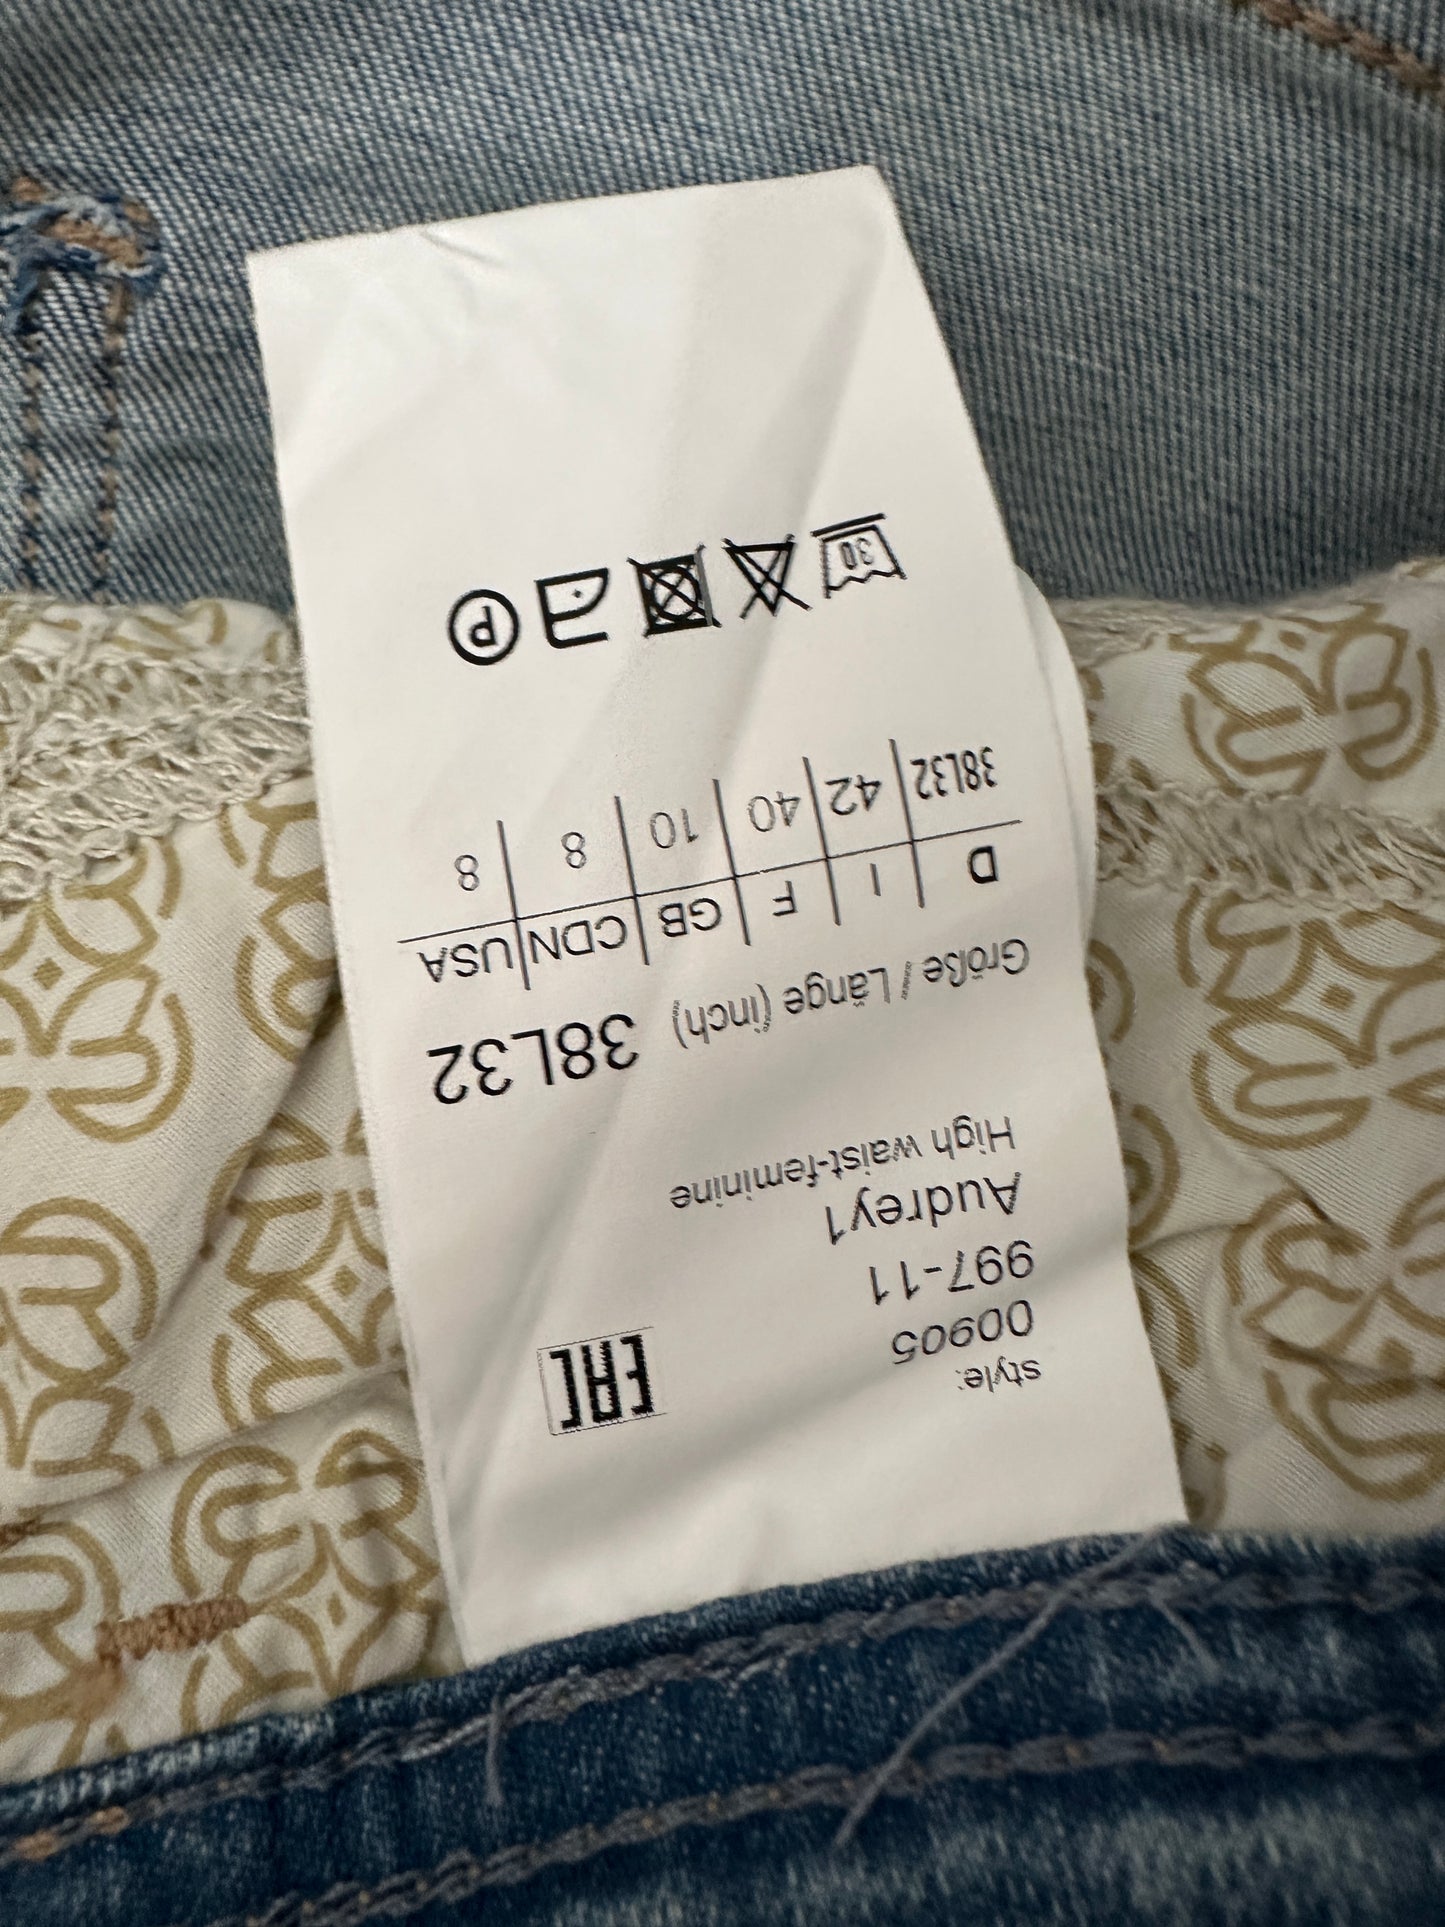 style:
00905
997-11
Audrey1
High waist-feminine
EAC
Größe / Länge (inch) 38L32
D I F GB CDN USA
38L32 42 40 10 8 8
30
P